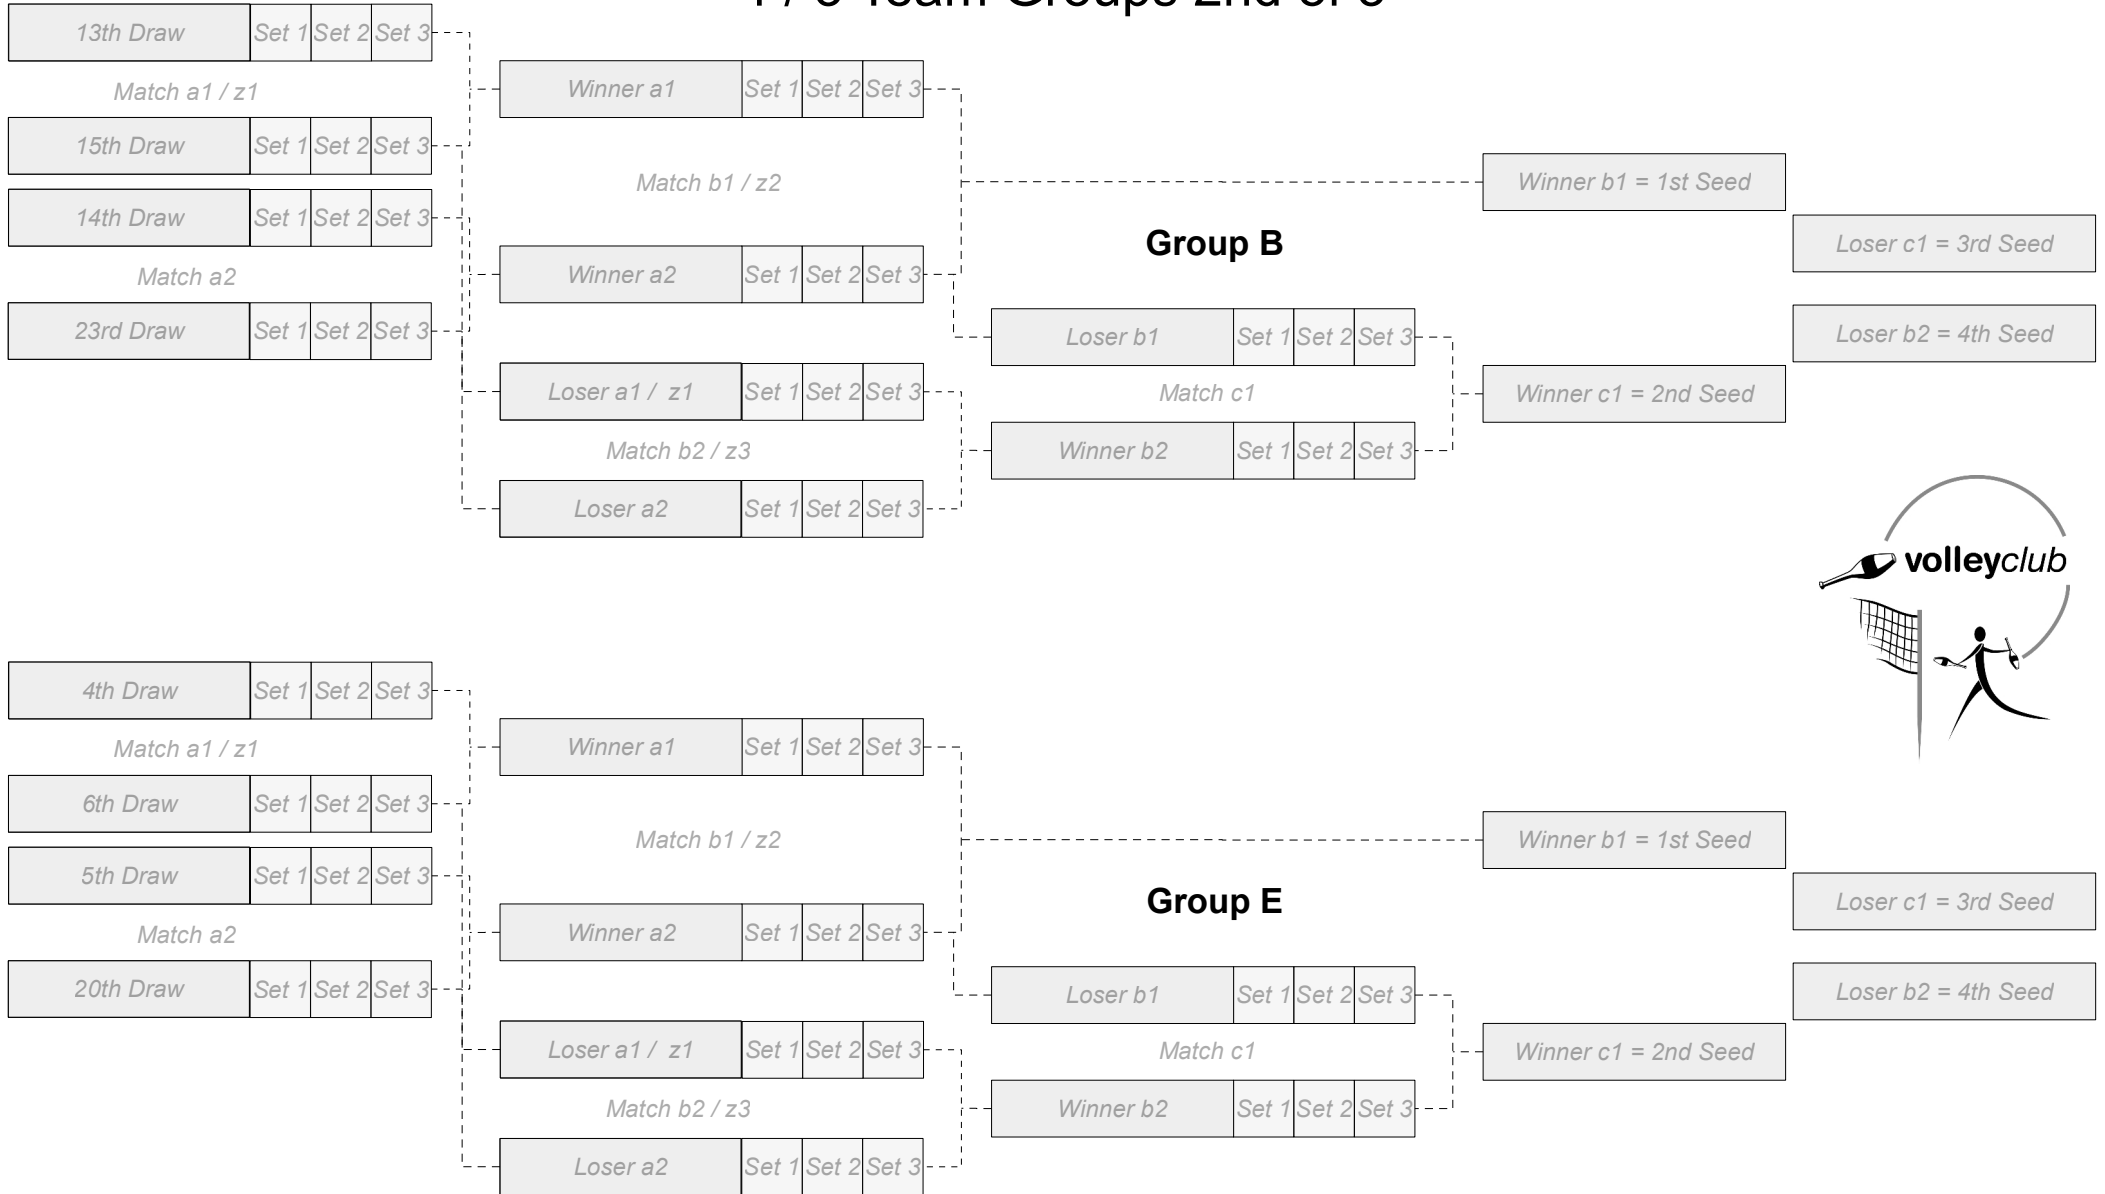 Team Groups 2nd of
13th Draw Set 1 Set 2 Set 3
Match a1 / z1
15th Draw Set 1 Set 2 Set 3
14th Draw Set 1 Set 2 Set 3
Match a2
23rd Draw Set 1 Set 2 Set 3
Winner a1 Set 1 Set 2 Set 3
Match b1 / z2
Winner a2 Set 1 Set 2 Set 3
Loser a1 / z1 Set 1 Set 2 Set 3
Match b2 / z3
Loser a2 Set 1 Set 2 Set 3
Group B
Loser b1 Set 1 Set 2 Set 3
Match c1
Winner b2 Set 1 Set 2 Set 3
Winner b1 = 1st Seed
Winner c1 = 2nd Seed
Loser c1 = 3rd Seed
Loser b2 = 4th Seed
volleyclub
4th Draw Set 1 Set 2 Set 3
Match a1 / z1
6th Draw Set 1 Set 2 Set 3
5th Draw Set 1 Set 2 Set 3
Match a2
20th Draw Set 1 Set 2 Set 3
Winner a1 Set 1 Set 2 Set 3
Match b1 / z2
Winner a2 Set 1 Set 2 Set 3
Loser a1 / z1 Set 1 Set 2 Set 3
Match b2 / z3
Loser a2 Set 1 Set 2 Set 3
Group E
Loser b1 Set 1 Set 2 Set 3
Match c1
Winner b2 Set 1 Set 2 Set 3
Winner b1 = 1st Seed
Winner c1 = 2nd Seed
Loser c1 = 3rd Seed
Loser b2 = 4th Seed